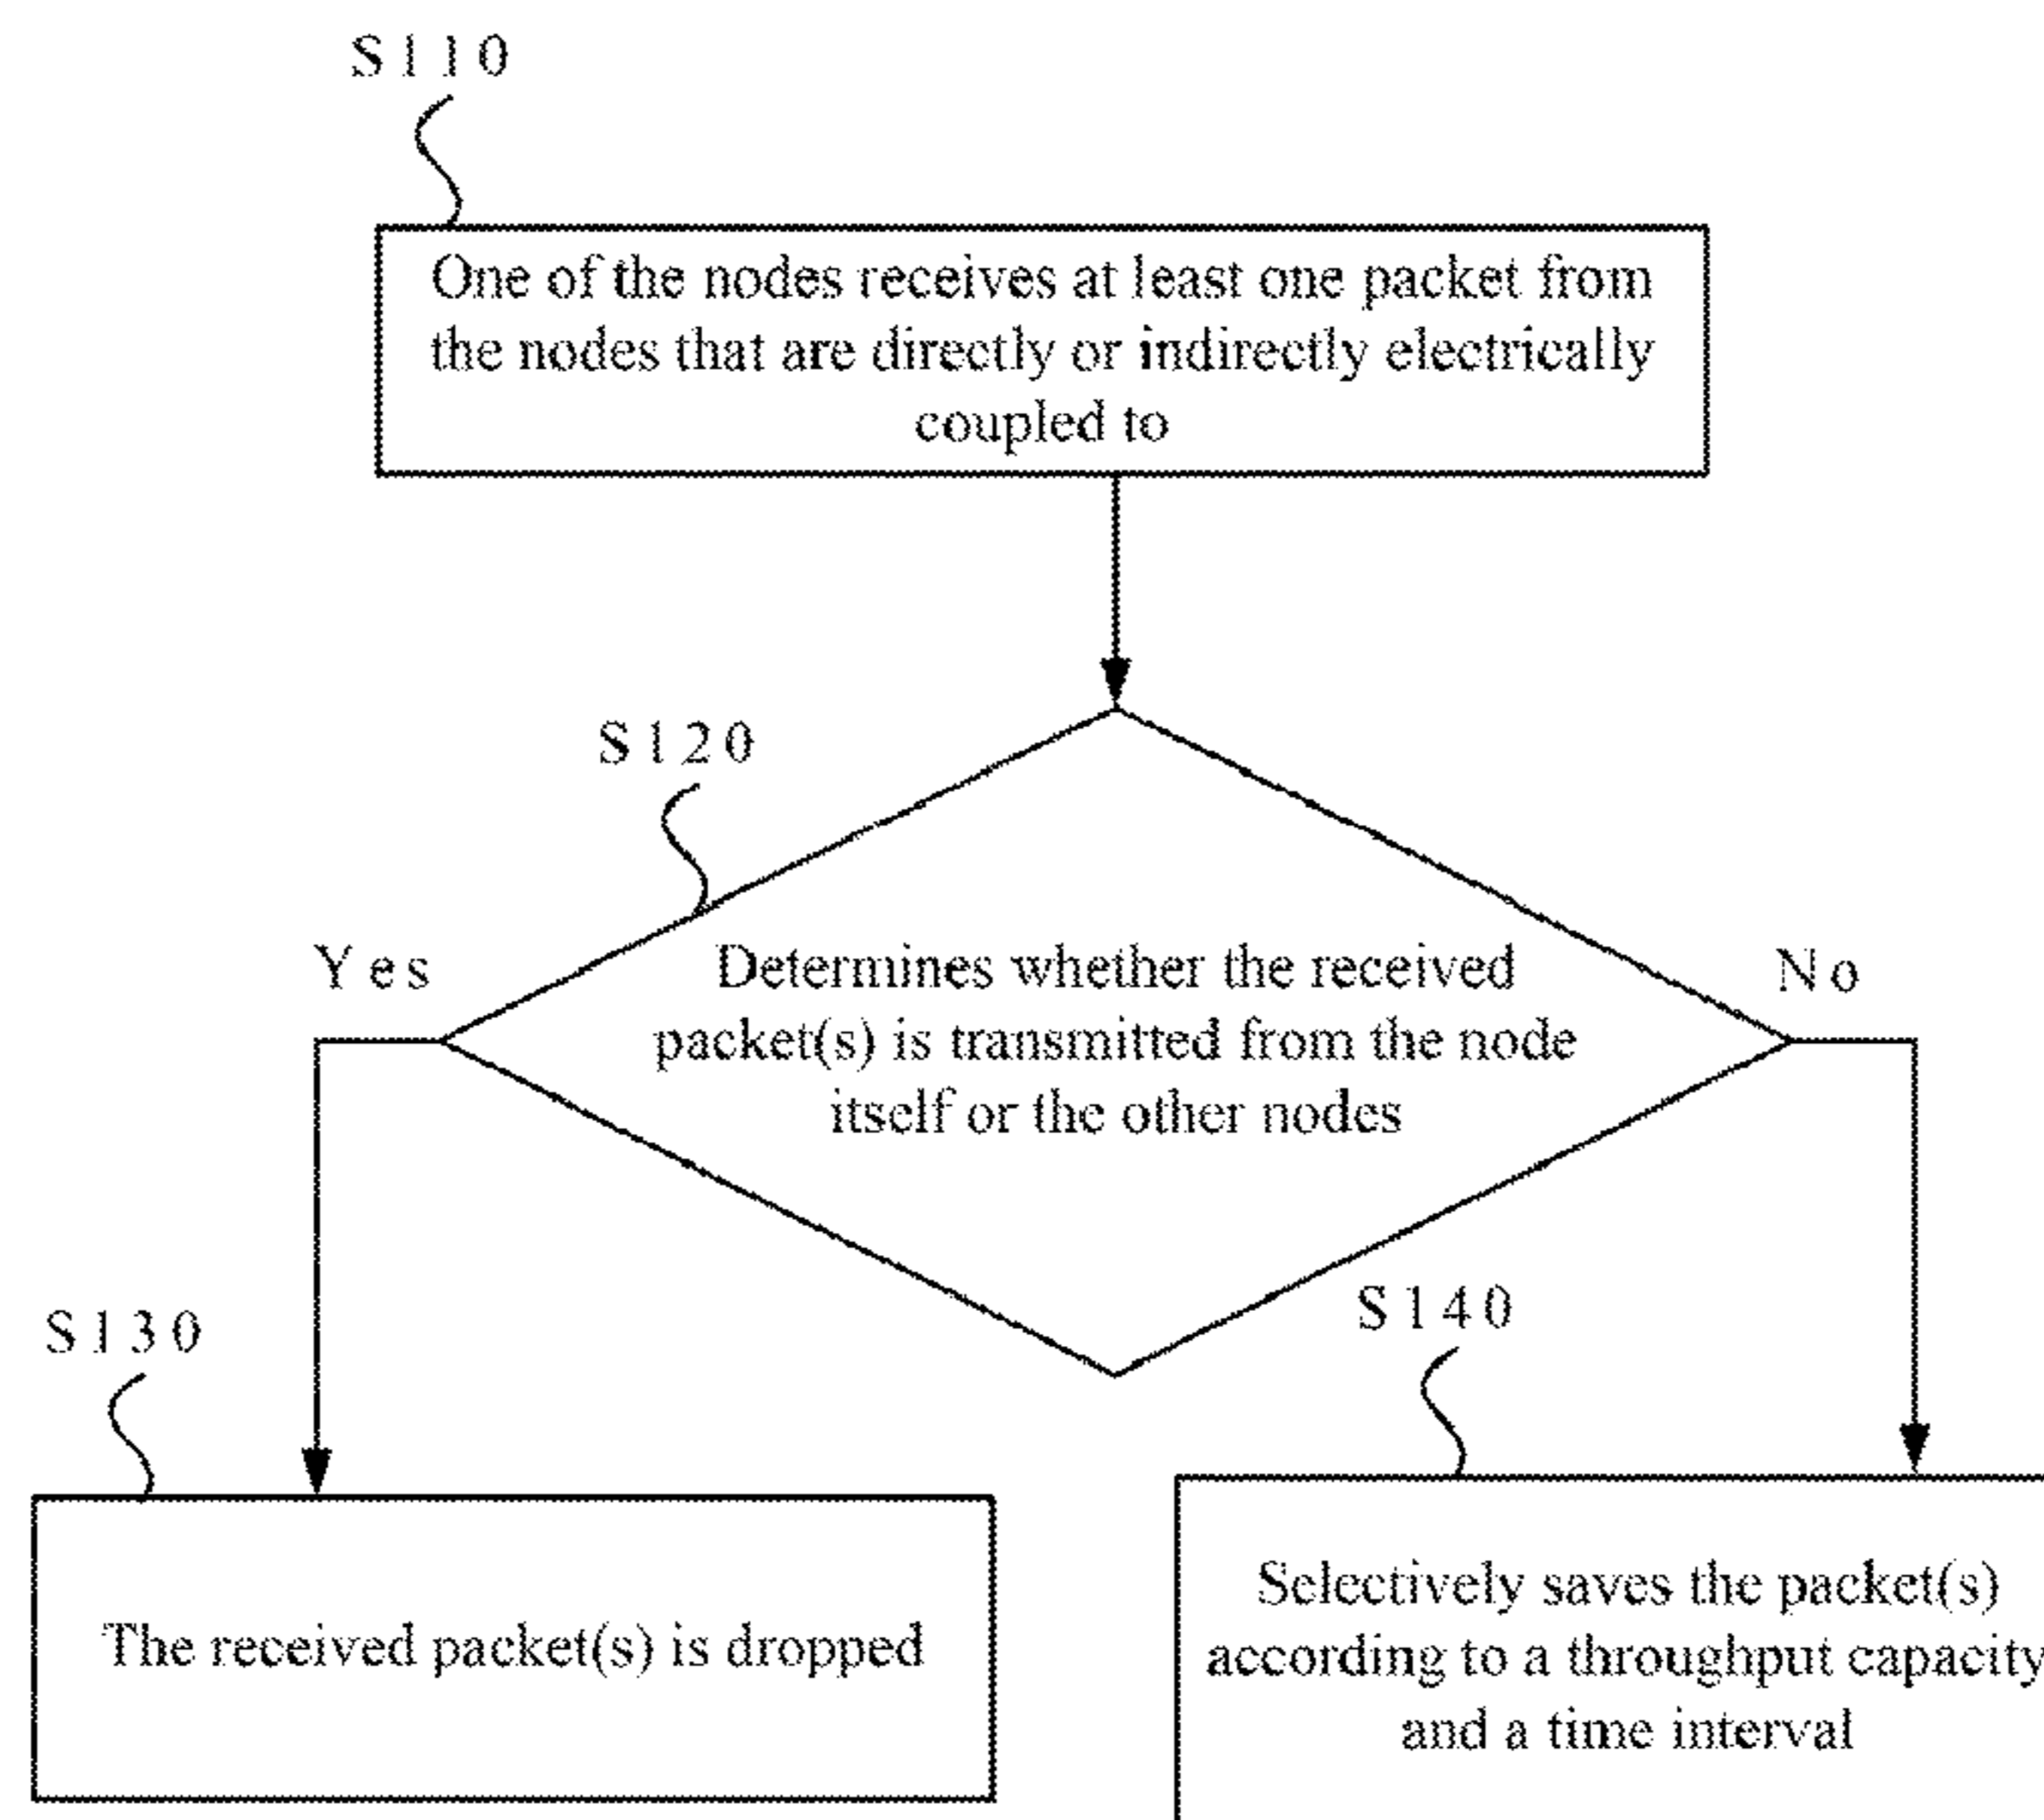 S110
One of the nodes receives at least one packet from
the nodes that are directly or indirectly electrically
coupled to
S120
Yes
Determines whether the received
packet(s) is transmitted from the node
itself or the other nodes
No
S130
The received packet(s) is dropped
S140
Selectively saves the packet(s)
according to a throughput capacity
and a time interval